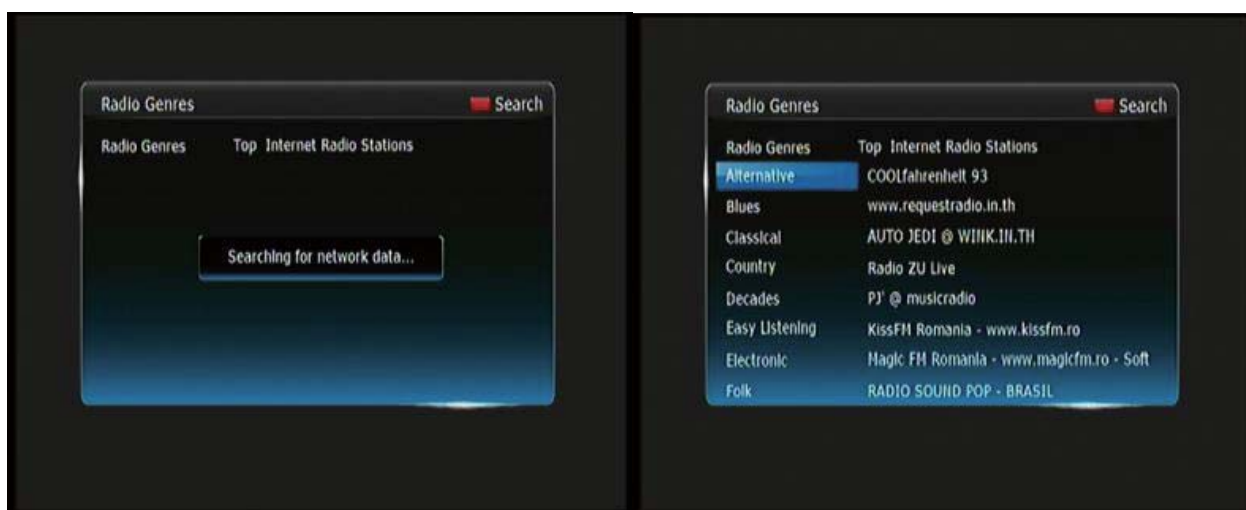 Radio Genres Search
Radio Genres Top Internet Radio Stations
Searching for network data...
Radio Genres Search
Radio Genres Top Internet Radio Stations
Alternative COOLfahrenheit 93
Blues www.requestradio.in.th
Classical AUTO JEDI @ WINK.IN.TH
Country Radio ZU Live
Decades PJ' @ musicradio
Easy Listening KissFM Romania - www.kissfm.ro
Electronic Magic FM Romania - www.magicfm.ro - Soft
Folk RADIO SOUND POP - BRASIL